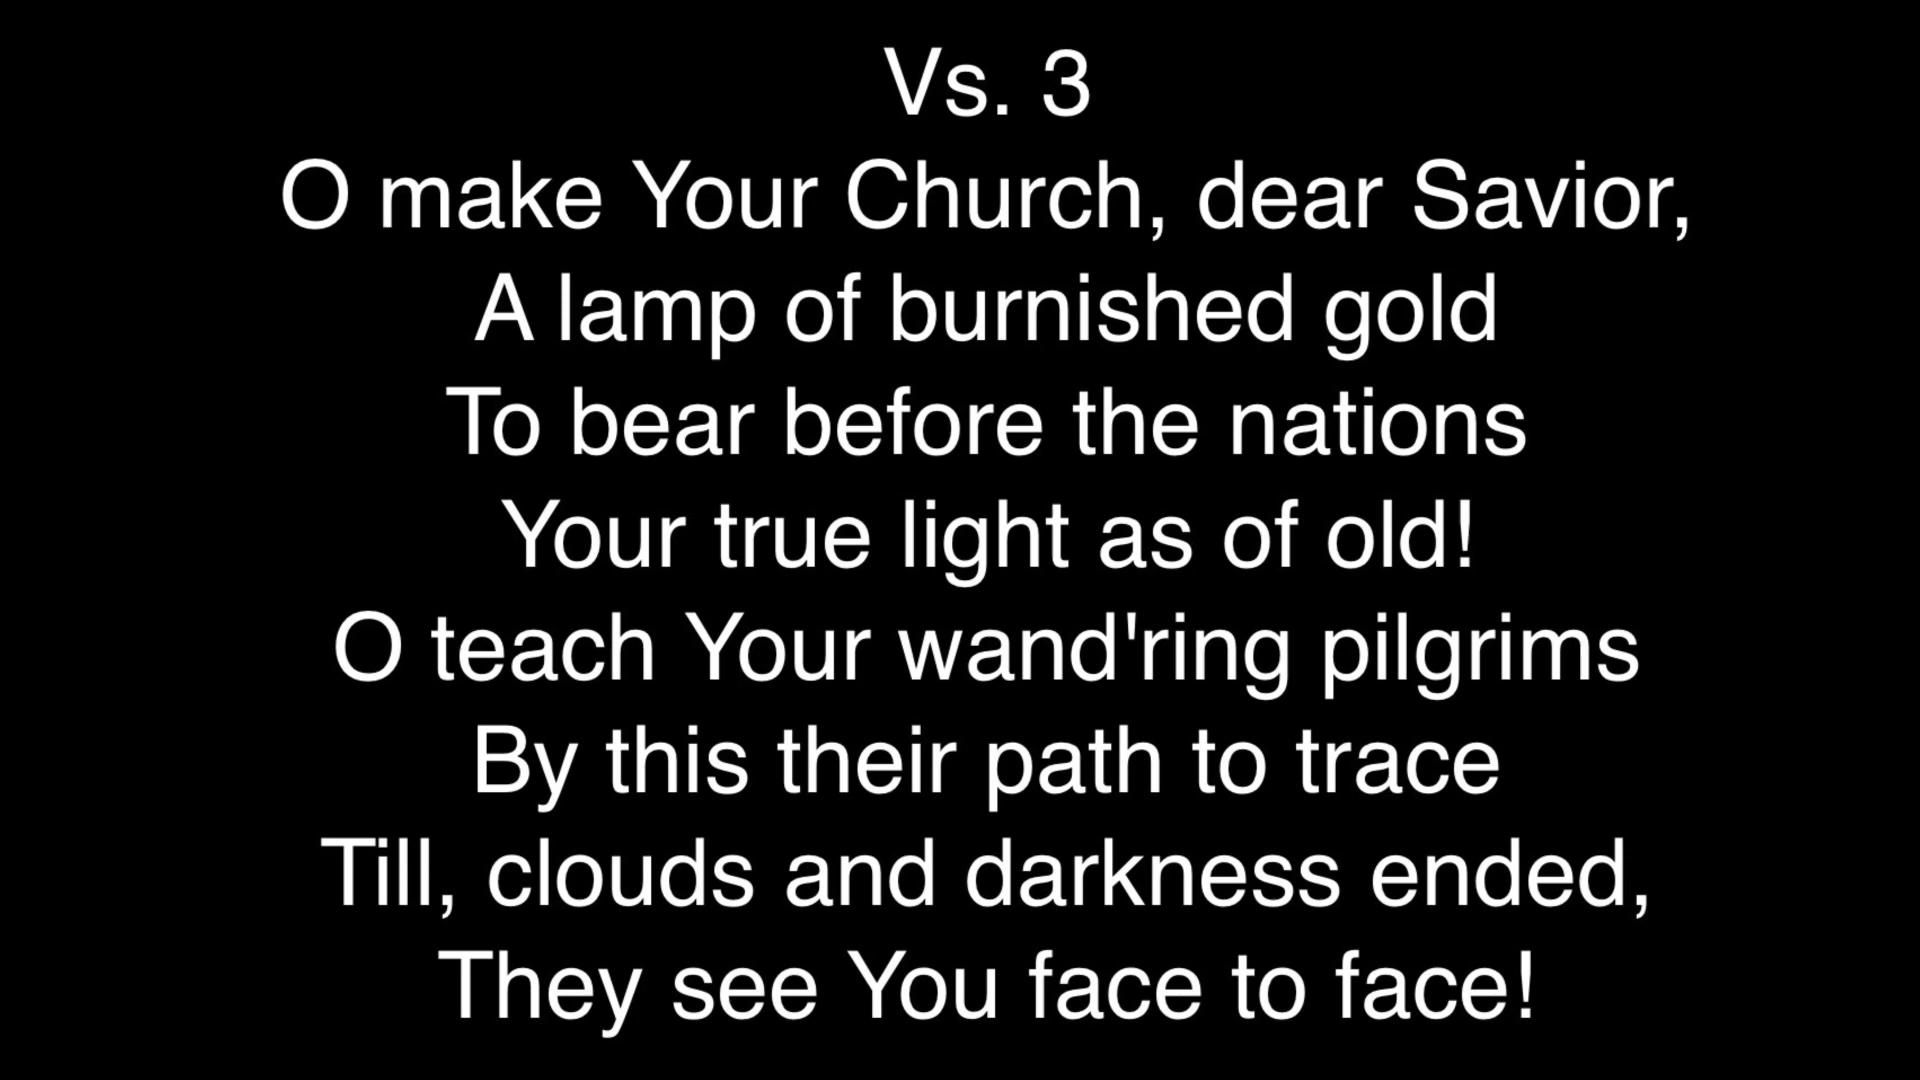 Vs. 3
O make Your Church, dear Savior,
A lamp of burnished gold
To bear before the nations
Your true light as of old!
O teach Your wand'ring pilgrims
By this their path to trace
Till, clouds and darkness ended,
They see You face to face!